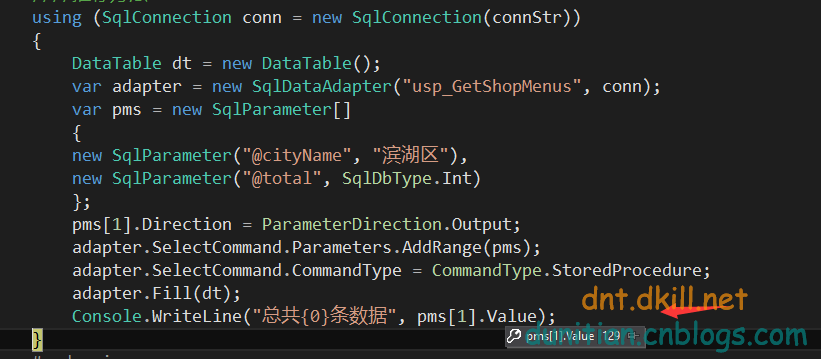 using (SqlConnection conn = new SqlConnection(connStr))
{
DataTable dt = new DataTable();
var adapter = new SqlDataAdapter("usp_GetShopMenus", conn);
var pms = new SqlParameter[]
{
new SqlParameter("@cityName", "滨湖区"),
new SqlParameter("@total", SqlDbType.Int)
};
pms[1].Direction = ParameterDirection.Output;
adapter.SelectCommand.Parameters.AddRange(pms);
adapter.SelectCommand.CommandType = CommandType.StoredProcedure;
adapter.Fill(dt);
Console.WriteLine("总共{0}条数据", pms[1].Value);
dnt.dkill.net
}
pms[1].Value 129
dunitian.cnblogs.com